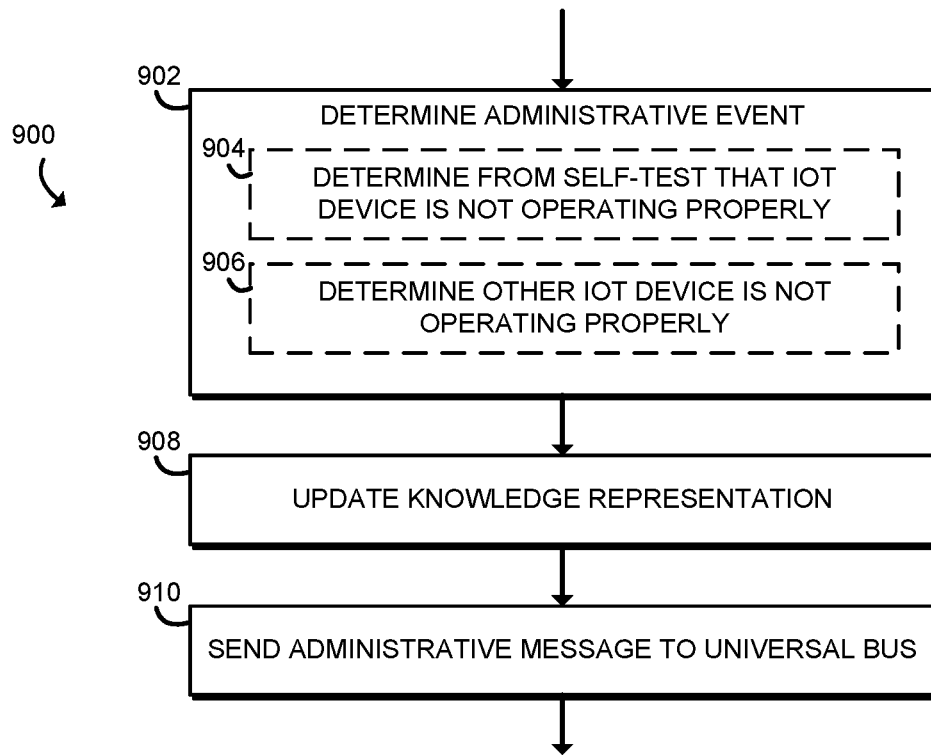 902
DETERMINE ADMINISTRATIVE EVENT
900
904
DETERMINE FROM SELF-TEST THAT IOT
DEVICE IS NOT OPERATING PROPERLY
906
DETERMINE OTHER IOT DEVICE IS NOT
OPERATING PROPERLY
908
UPDATE KNOWLEDGE REPRESENTATION
910
SEND ADMINISTRATIVE MESSAGE TO UNIVERSAL BUS